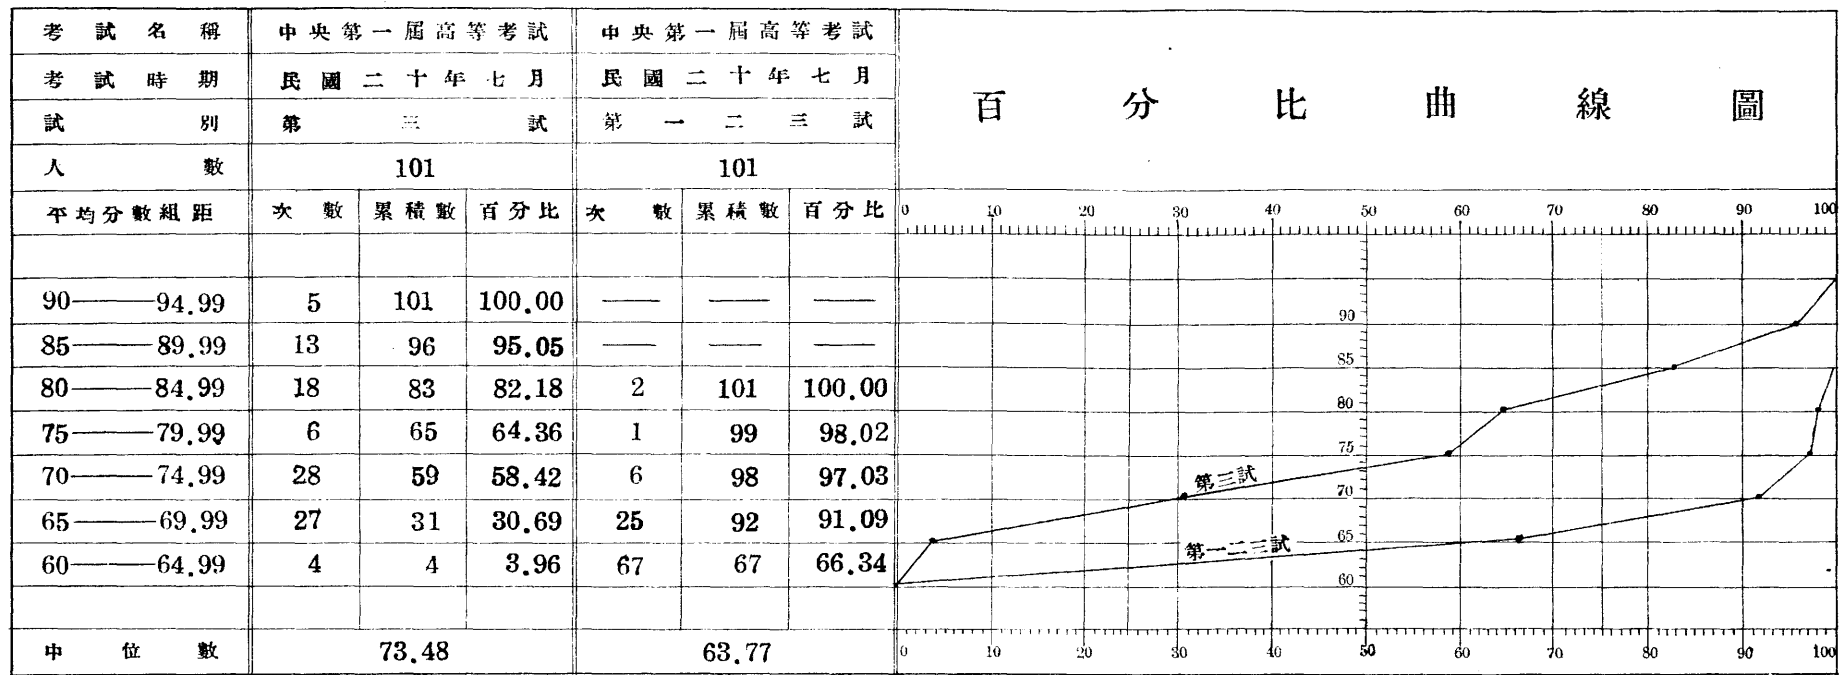 考試名稱 中央第一屆高等考試 中央第一屆高等考試
考試時期 民國二十年七月 民國二十年七月
試別 第三試 第一二三試
人數 101 101
百分比曲線圖
平均分數組距 次數 累積數 百分比 次數 累積數 百分比
0 10 20 30 40 50 60 70 80 90 100
90——94.99 5 101 100.00 —— —— ——
85——89.99 13 96 95.05 —— —— ——
80——84.99 18 83 82.18 2 101 100.00
75——79.99 6 65 64.36 1 99 98.02
70——74.99 28 59 58.42 6 98 97.03
65——69.99 27 31 30.69 25 92 91.09
60——64.99 4 4 3.96 67 67 66.34
中位數 73.48 63.77
90
85
80
75
70
65
60
第三試
第一二三試
0 10 20 30 40 50 60 70 80 90 100